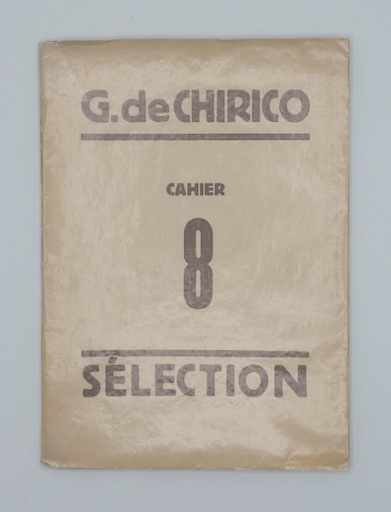 G. de CHIRICO
CAHIER
8
SÉLECTION